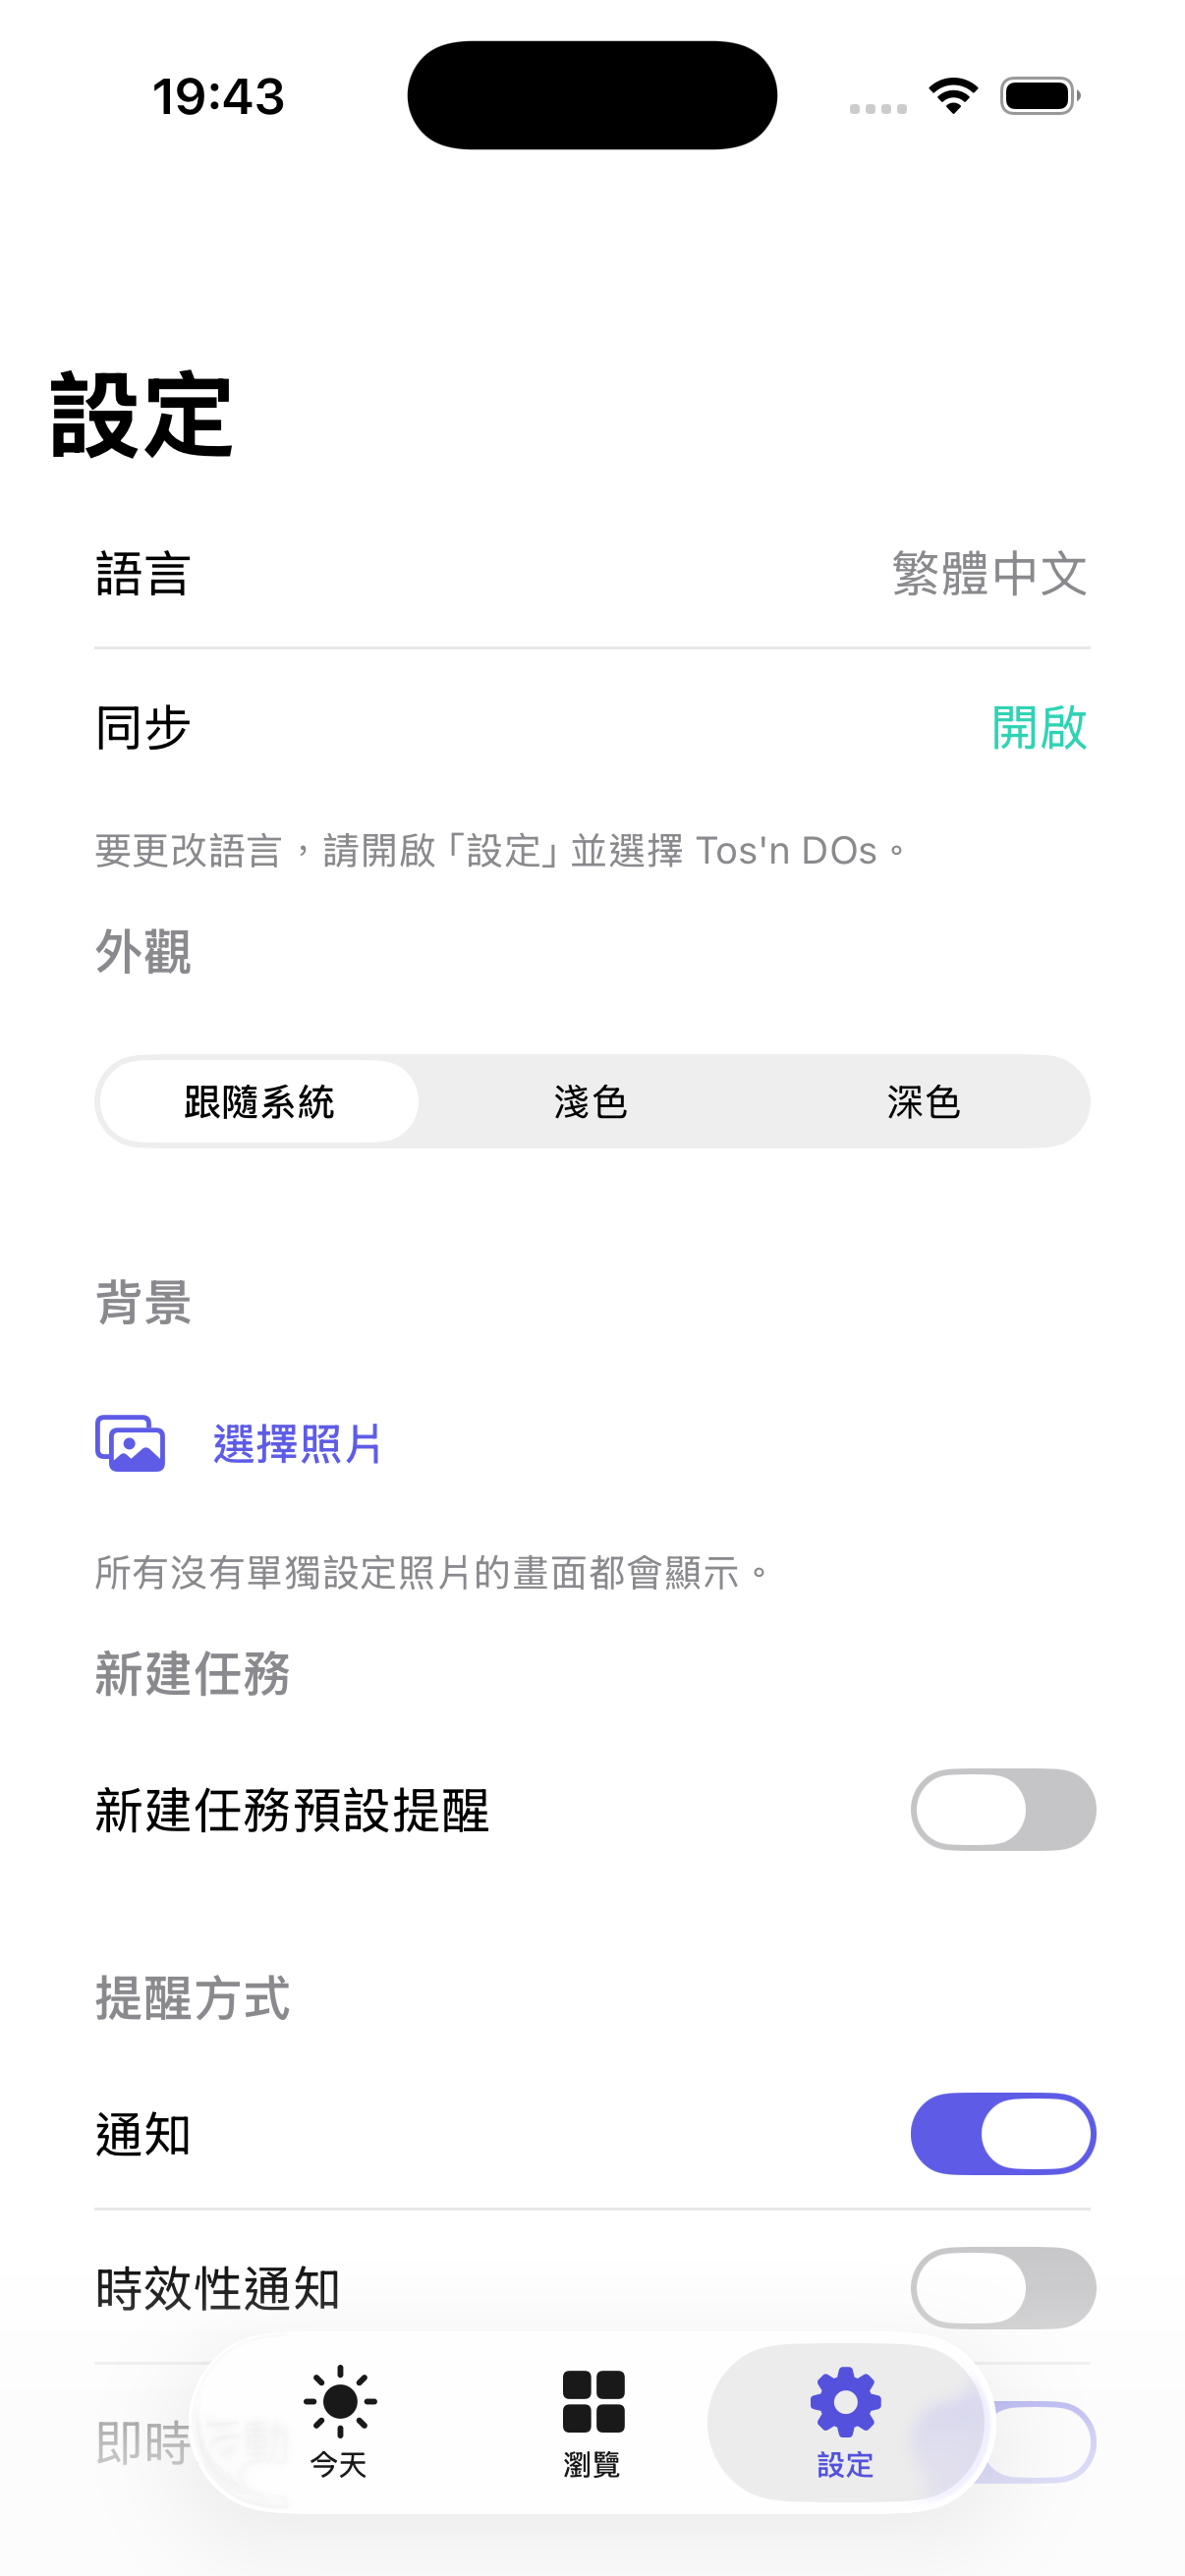 19:43
設定
語言
繁體中文
同步
開啟
要更改語言，請開啟「設定」並選擇 Tos'n DOs。
外觀
跟隨系統
淺色
深色
背景
選擇照片
所有沒有單獨設定照片的畫面都會顯示。
新建任務
新建任務預設提醒
提醒方式
通知
時效性通知
即時
今天
瀏覽
設定